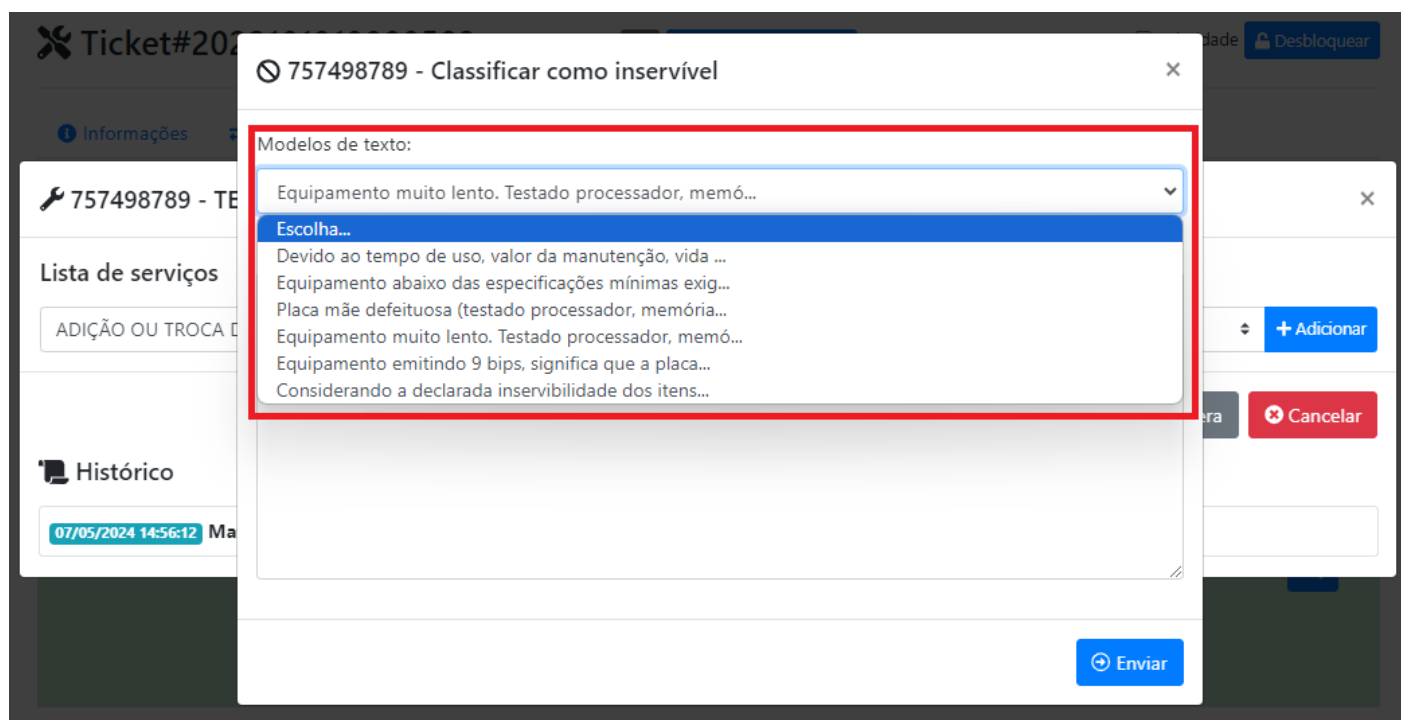 Ticket#202
dade
Desbloquear
757498789 - Classificar como inservível
×
Informações
Modelos de texto:
757498789 - TE
Equipamento muito lento. Testado processador, memó...
×
Escolha...
Devido ao tempo de uso, valor da manutenção, vida ...
Lista de serviços
Equipamento abaixo das especificações mínimas exig...
Placa mãe defeituosa (testado processador, memória...
ADIÇÃO OU TROCA D
Equipamento muito lento. Testado processador, memó...
+ Adicionar
Equipamento emitindo 9 bips, significa que a placa...
Considerando a declarada inservibilidade dos itens...
era
Cancelar
Histórico
07/05/2024 14:56:12 Ma
Enviar